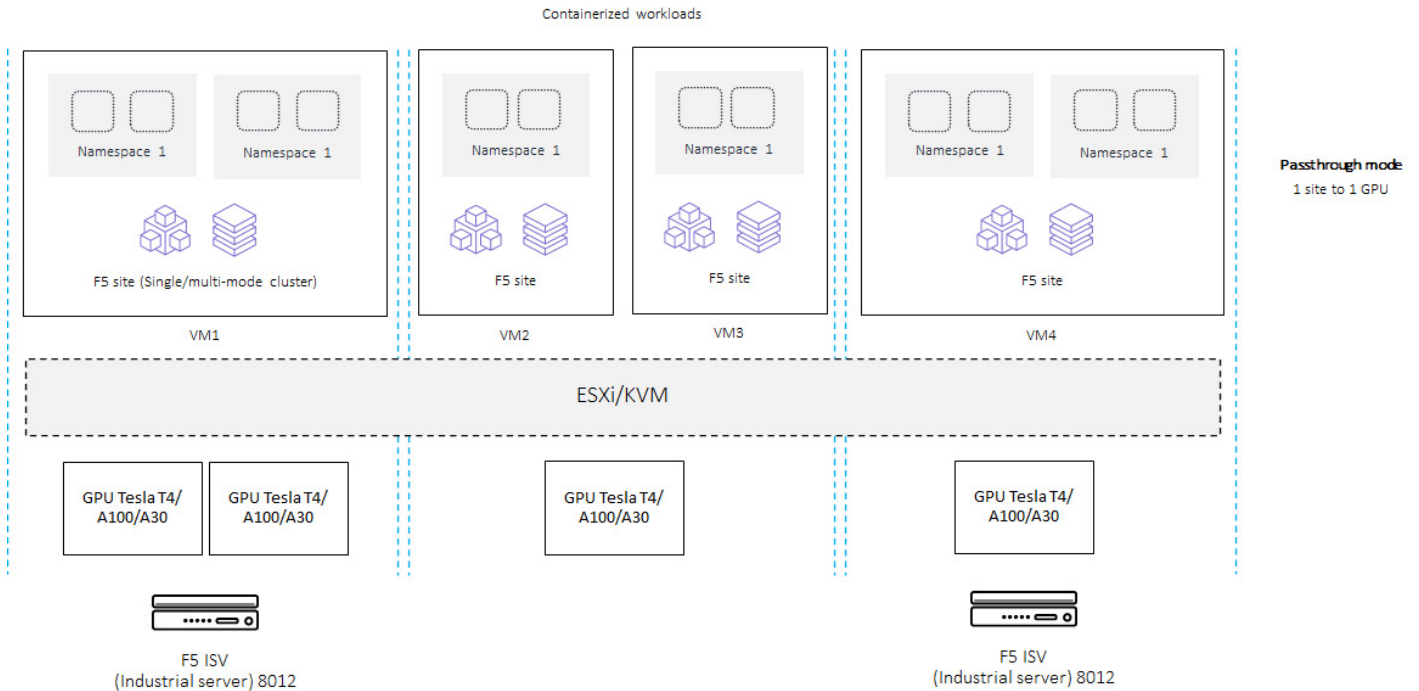 Containerized workloads
Namespace 1
Namespace 1
Namespace 1
Namespace 1
Namespace 1
Namespace 1
Passthrough mode
1 site to 1 GPU
F5 site (Single/multi-mode cluster)
F5 site
F5 site
F5 site
VM1
VM2
VM3
VM4
ESXi/KVM
GPU Tesla T4/
A100/A30
GPU Tesla T4/
A100/A30
GPU Tesla T4/
A100/A30
GPU Tesla T4/
A100/A30
F5 ISV
(Industrial server) 8012
F5 ISV
(Industrial server) 8012